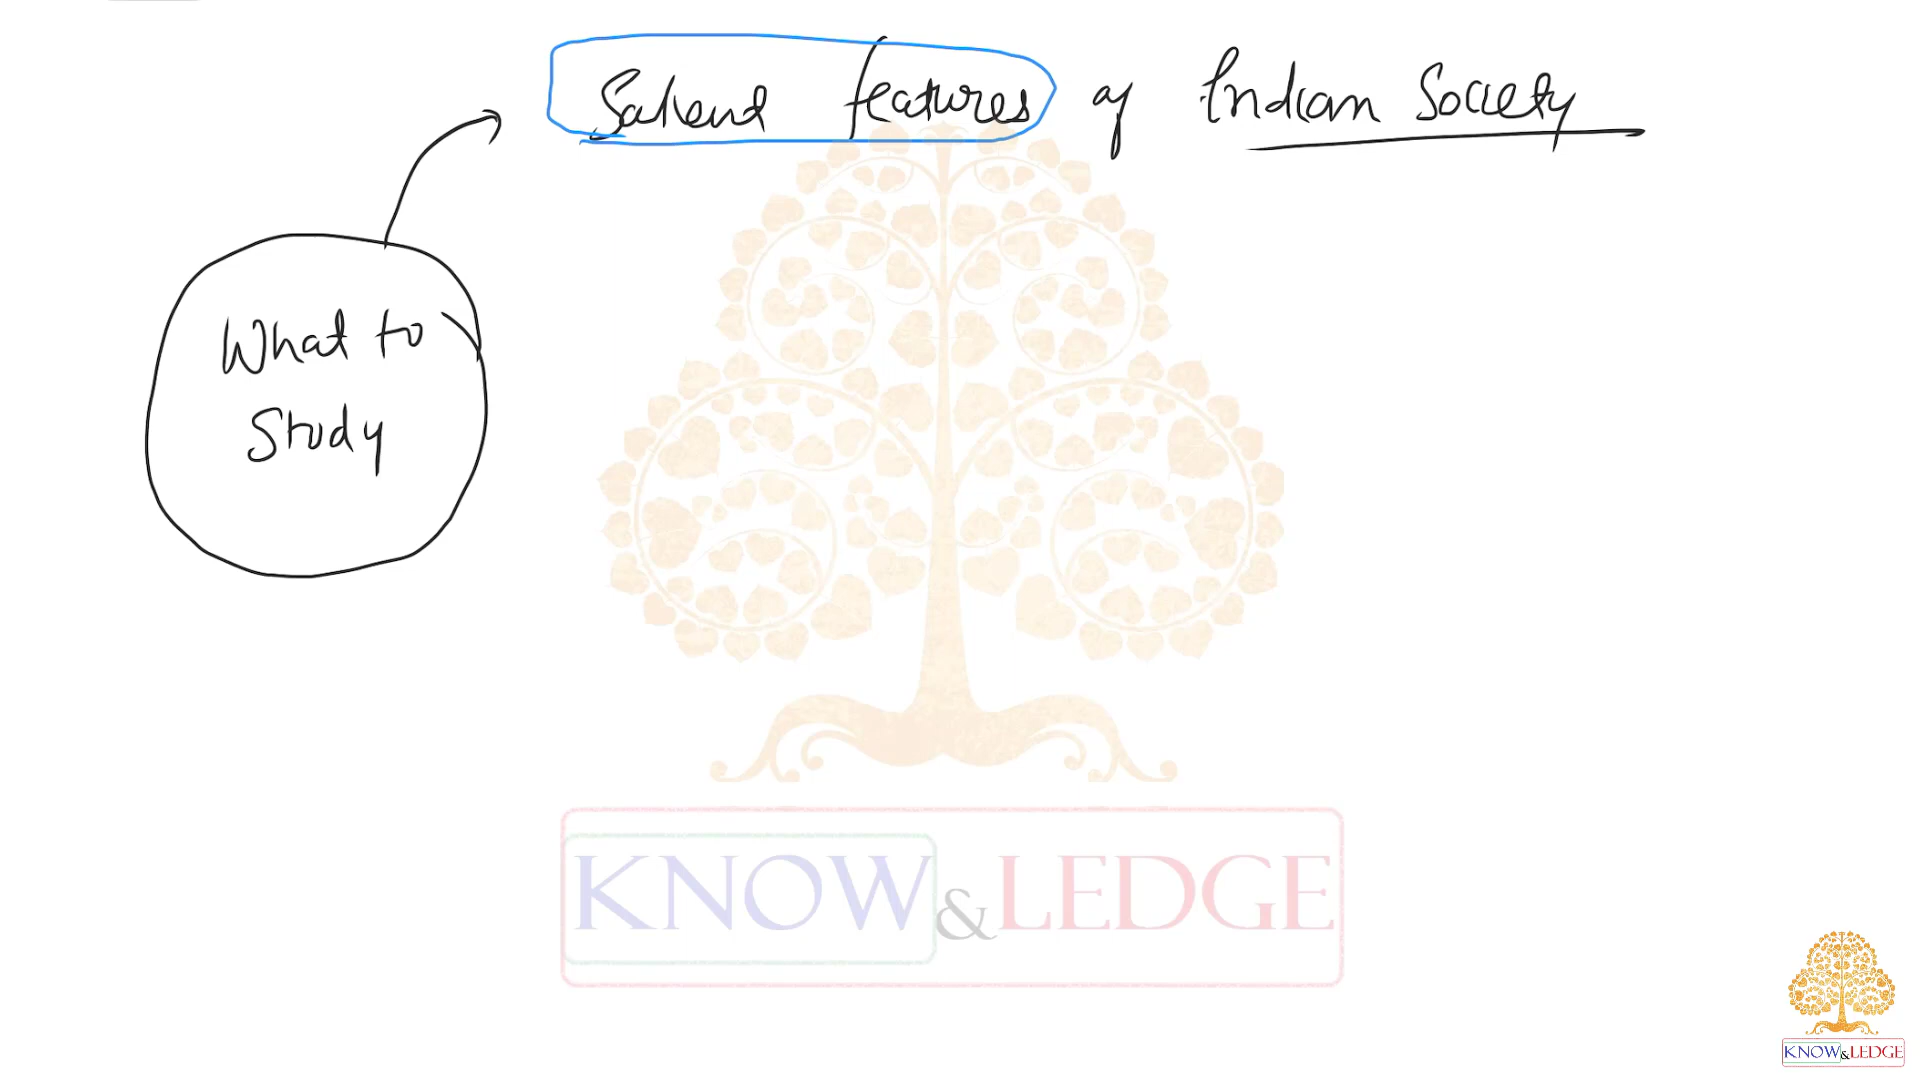 Salient features of Indian Society
What to
Study
KNOW&LEDGE
KNOW&LEDGE